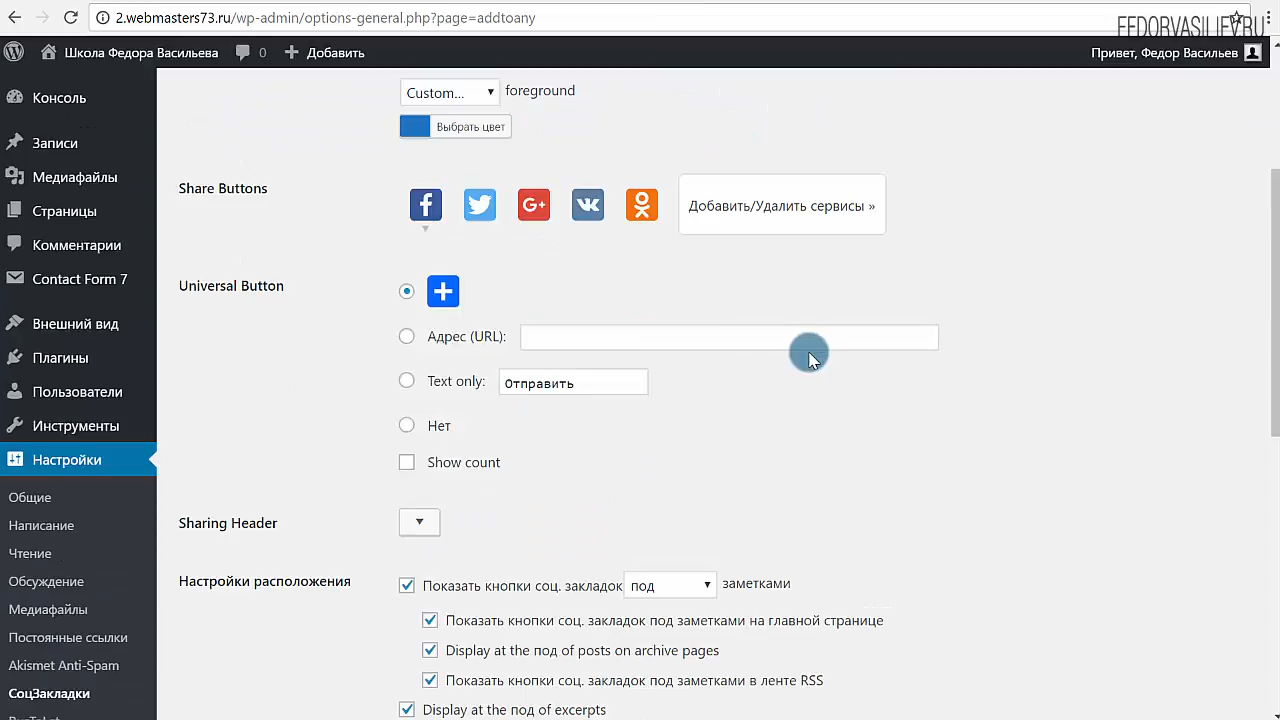 2.webmasters73.ru/wp-admin/options-general.php?page=addtoany
FEDORVASILIEV.RU
Школа Федора Васильева
0
Добавить
Привет, Федор Васильев
Консоль
Записи
Медиафайлы
Страницы
Комментарии
Contact Form 7
Внешний вид
Плагины
Пользователи
Инструменты
Настройки
Общие
Написание
Чтение
Обсуждение
Медиафайлы
Постоянные ссылки
Akismet Anti-Spam
СоцЗакладки
Custom... foreground
Выбрать цвет
Share Buttons
Добавить/Удалить сервисы »
Universal Button
Адрес (URL):
Text only: Отправить
Нет
Show count
Sharing Header
Настройки расположения
Показать кнопки соц. закладок под заметками
Показать кнопки соц. закладок под заметками на главной странице
Display at the под of posts on archive pages
Показать кнопки соц. закладок под заметками в ленте RSS
Display at the под of excerpts